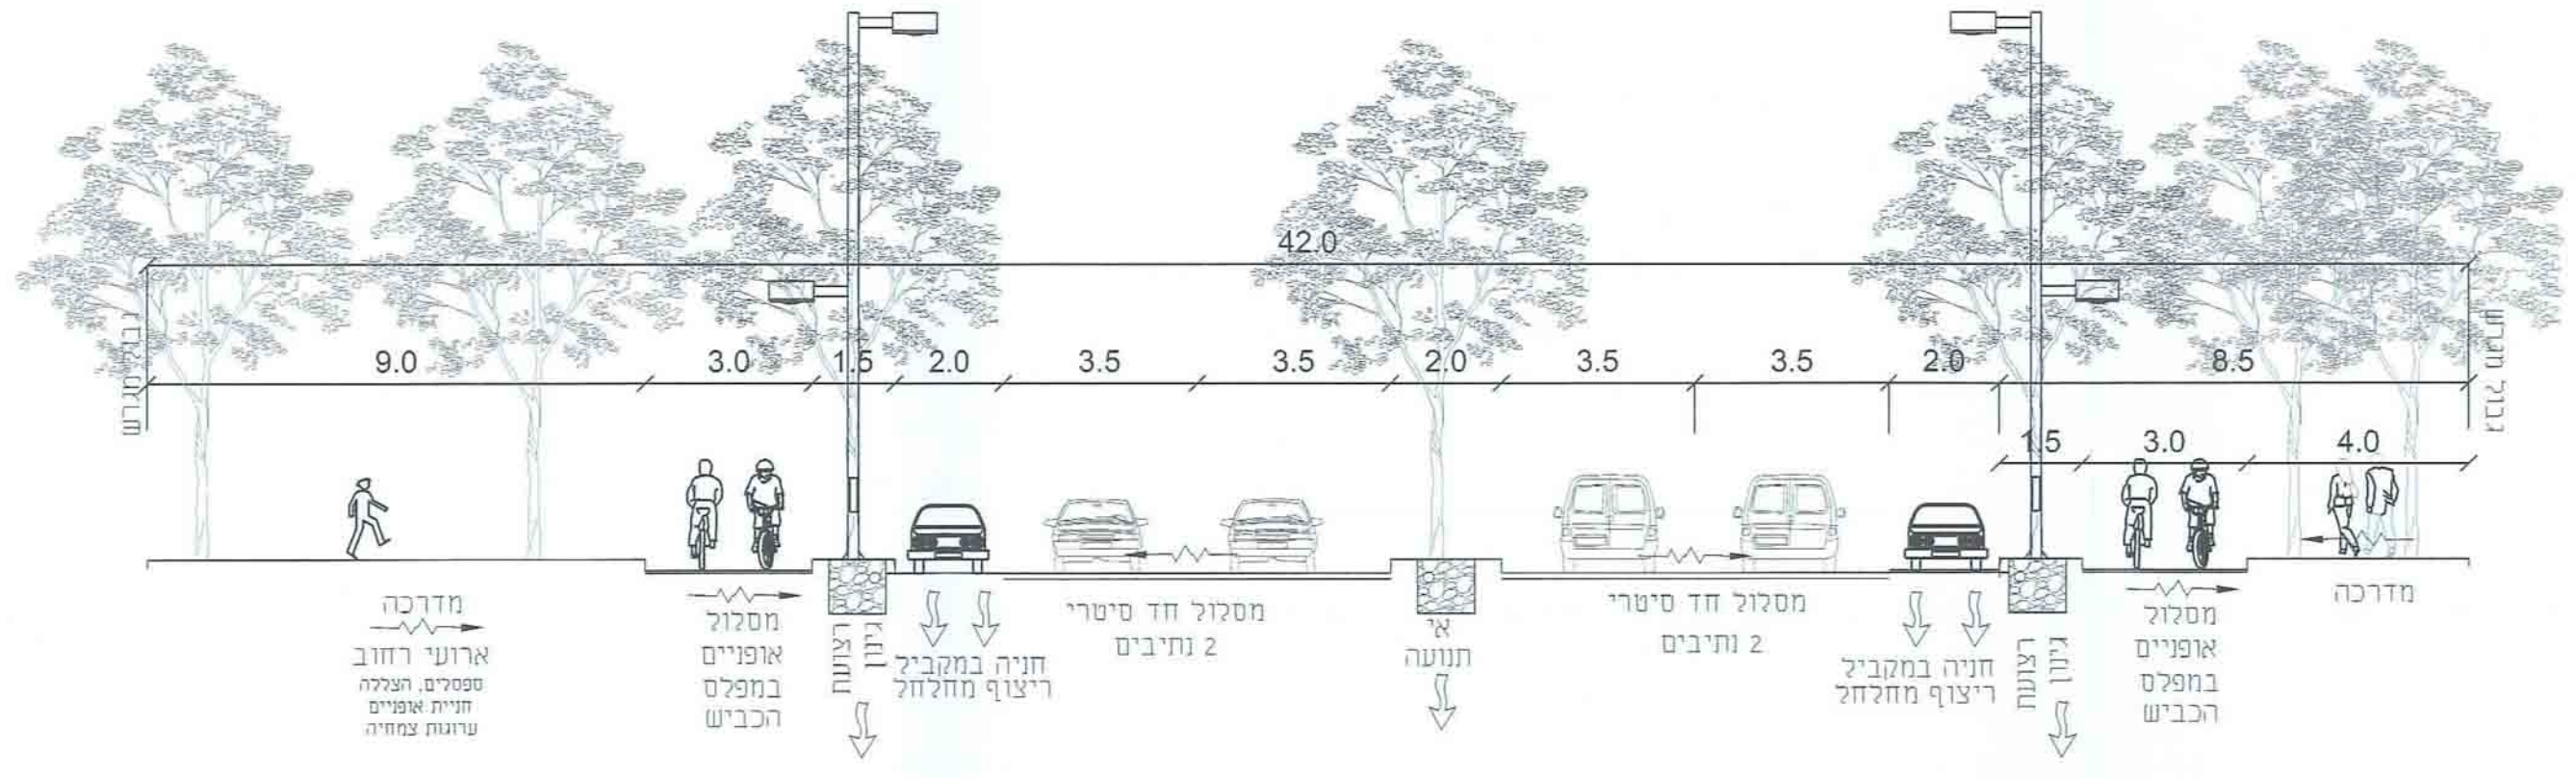 42.0
גבול מגרש
9.0
3.0
1.5
2.0
3.5
3.5
2.0
3.5
3.5
2.0
8.5
גבול מגרש
1.5
3.0
4.0
מדרכה
ארועי רחוב
ספסלים, הצללה
חניית אופניים
ערוגות צמחיה
מסלול
אופניים
במפלס
הכביש
רצועת
גינון
חניה במקביל
ריצוף מחלחל
מסלול חד סיטרי
2 נתיבים
אי
תנועה
מסלול חד סיטרי
2 נתיבים
חניה במקביל
ריצוף מחלחל
רצועת
גינון
מסלול
אופניים
במפלס
הכביש
מדרכה